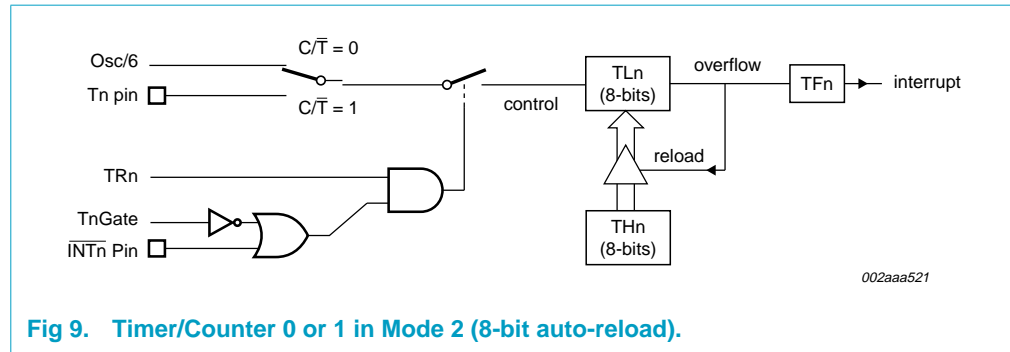 C/T̅ = 0
Osc/6
Tn pin
C/T̅ = 1
control
TLn
(8-bits)
overflow
TFn
interrupt
reload
TRn
TnGate
I̅N̅T̅n̅ Pin
THn
(8-bits)
002aaa521
Fig 9. Timer/Counter 0 or 1 in Mode 2 (8-bit auto-reload).